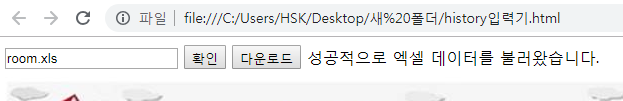 파일 file:///C:/Users/HSK/Desktop/새%20폴더/history입력기.html
room.xls 확인 다운로드 성공적으로 엑셀 데이터를 불러왔습니다.